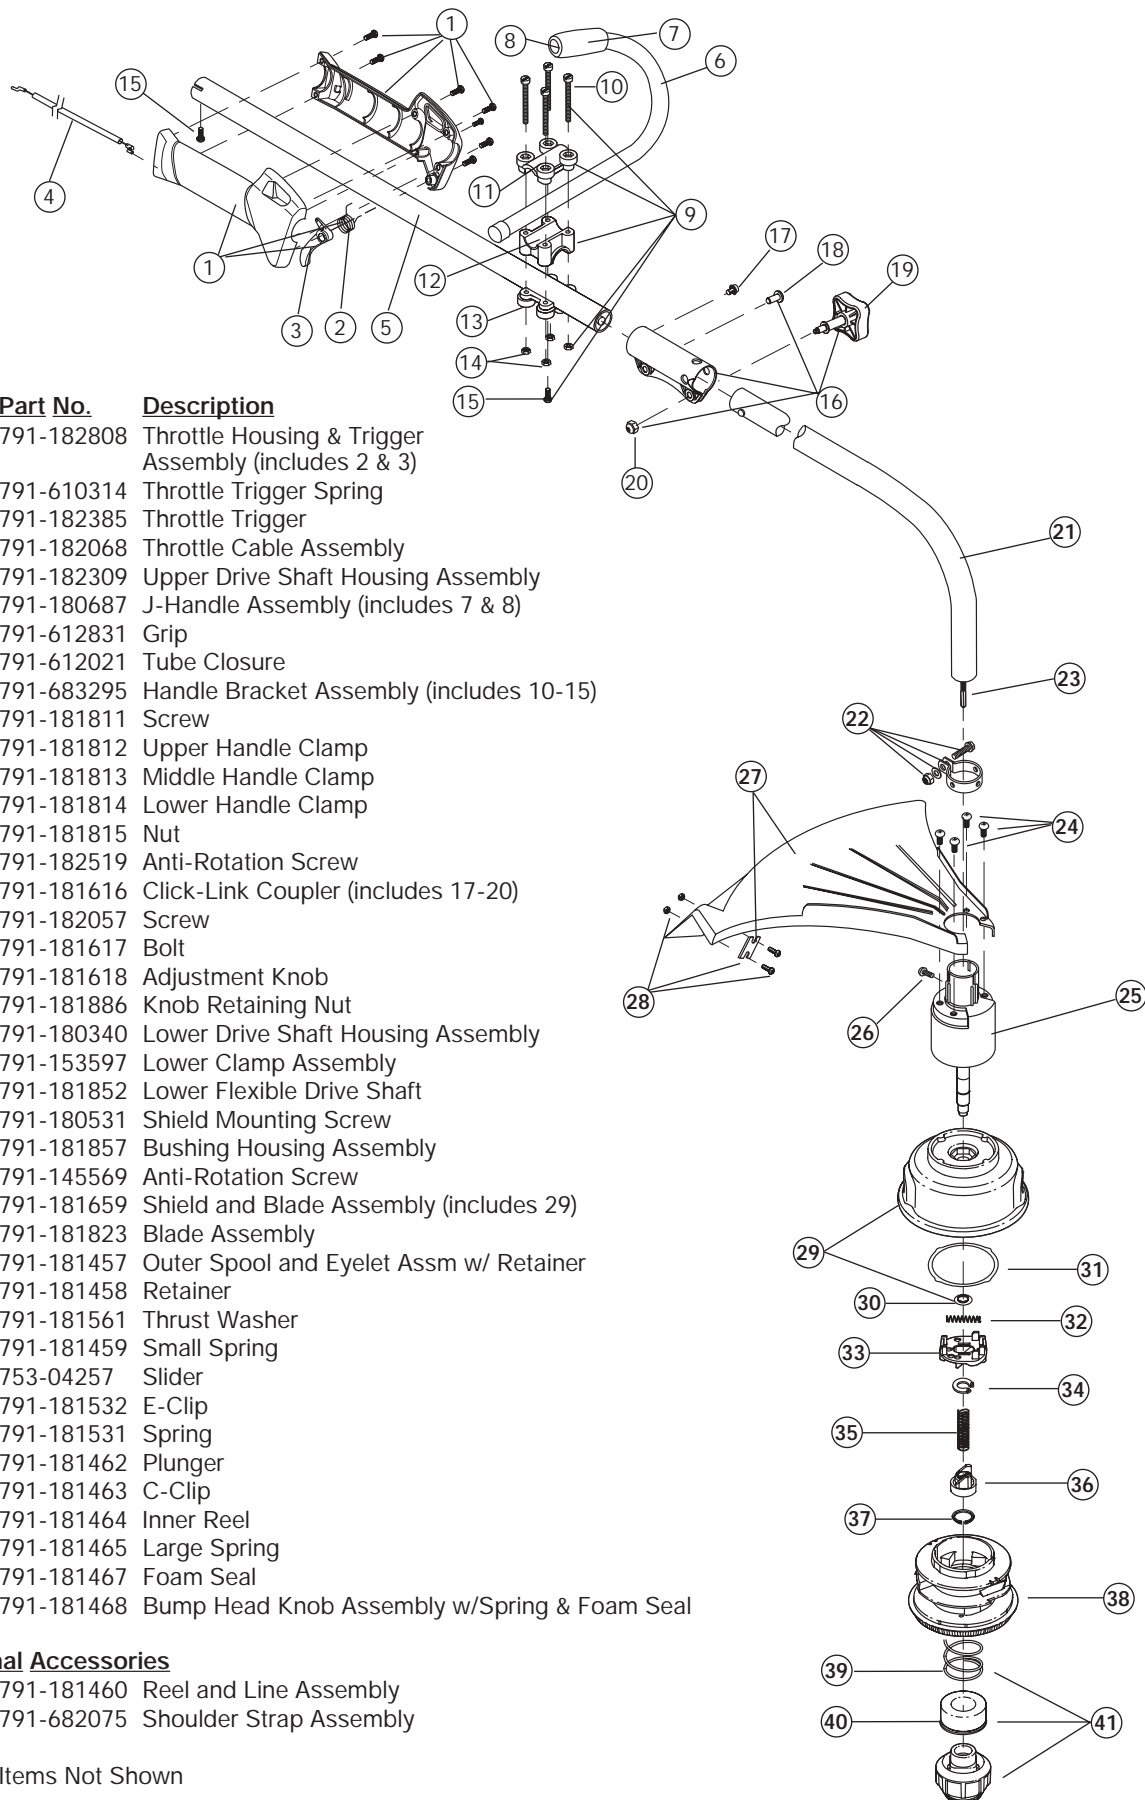 1
8
7
6
15
10
4
11
9
1
12
17
18
19
3
2
5
13
14
15
16
20
Part No. Description
791-182808 Throttle Housing & Trigger
Assembly (includes 2 & 3)
791-610314 Throttle Trigger Spring
791-182385 Throttle Trigger
791-182068 Throttle Cable Assembly
791-182309 Upper Drive Shaft Housing Assembly
791-180687 J-Handle Assembly (includes 7 & 8)
791-612831 Grip
791-612021 Tube Closure
791-683295 Handle Bracket Assembly (includes 10-15)
791-181811 Screw
791-181812 Upper Handle Clamp
791-181813 Middle Handle Clamp
791-181814 Lower Handle Clamp
791-181815 Nut
791-182519 Anti-Rotation Screw
791-181616 Click-Link Coupler (includes 17-20)
791-182057 Screw
791-181617 Bolt
791-181618 Adjustment Knob
791-181886 Knob Retaining Nut
791-180340 Lower Drive Shaft Housing Assembly
791-153597 Lower Clamp Assembly
791-181852 Lower Flexible Drive Shaft
791-180531 Shield Mounting Screw
791-181857 Bushing Housing Assembly
791-145569 Anti-Rotation Screw
791-181659 Shield and Blade Assembly (includes 29)
791-181823 Blade Assembly
791-181457 Outer Spool and Eyelet Assm w/ Retainer
791-181458 Retainer
791-181561 Thrust Washer
791-181459 Small Spring
753-04257 Slider
791-181532 E-Clip
791-181531 Spring
791-181462 Plunger
791-181463 C-Clip
791-181464 Inner Reel
791-181465 Large Spring
791-181467 Foam Seal
791-181468 Bump Head Knob Assembly w/Spring & Foam Seal
nal Accessories
791-181460 Reel and Line Assembly
791-682075 Shoulder Strap Assembly
Items Not Shown
21
23
22
27
24
28
26
25
29
31
30
32
33
34
35
36
37
38
39
40
41